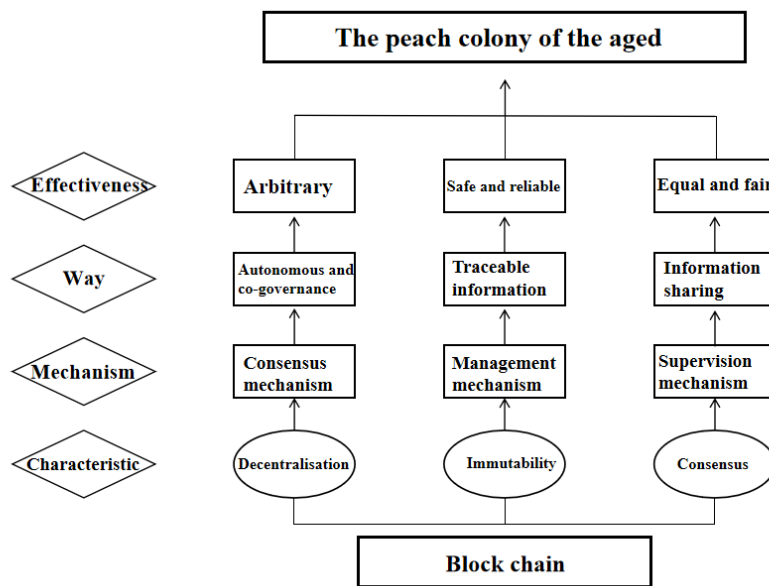 The peach colony of the aged
Effectiveness
Arbitrary
Safe and reliable
Equal and fair
Way
Autonomous and
co-governance
Traceable
information
Information
sharing
Mechanism
Consensus
mechanism
Management
mechanism
Supervision
mechanism
Characteristic
Decentralisation
Immutability
Consensus
Block chain